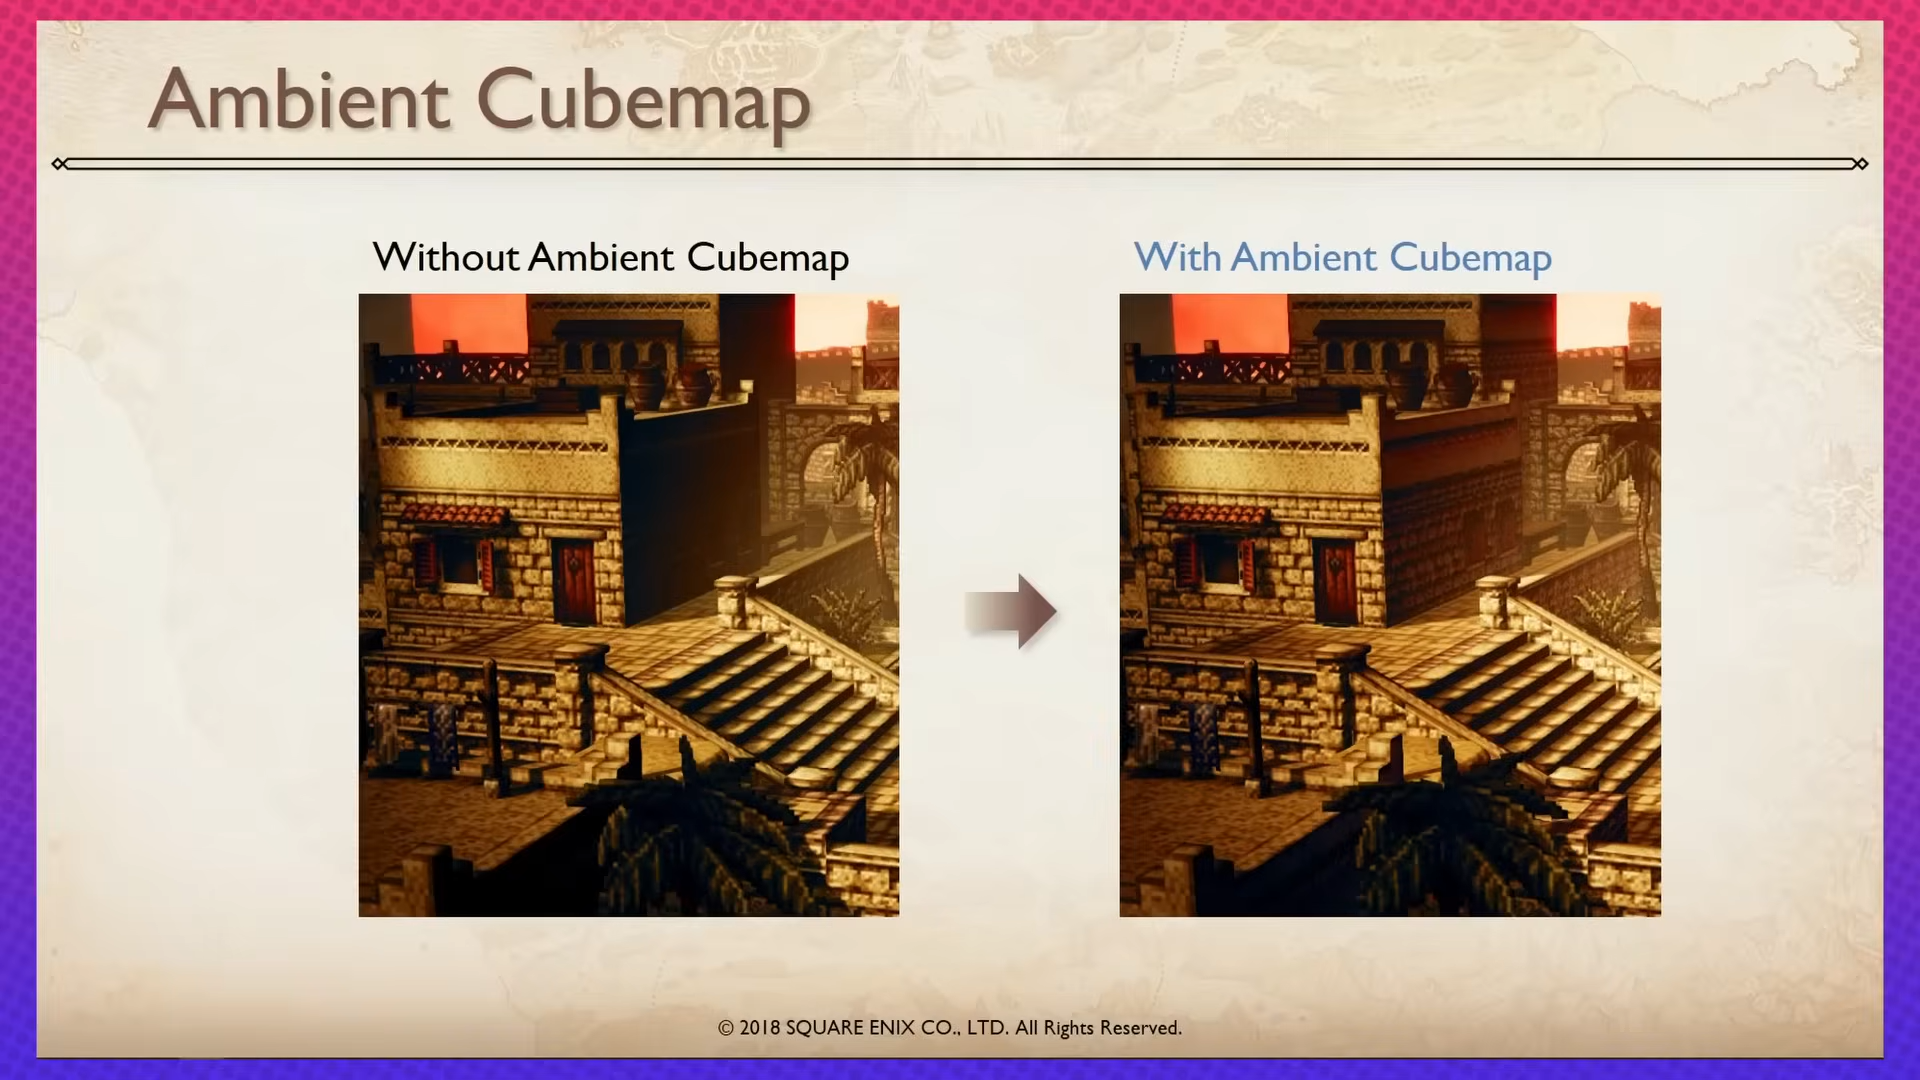 Ambient Cubemap
Without Ambient Cubemap
With Ambient Cubemap
© 2018 SQUARE ENIX CO., LTD. All Rights Reserved.